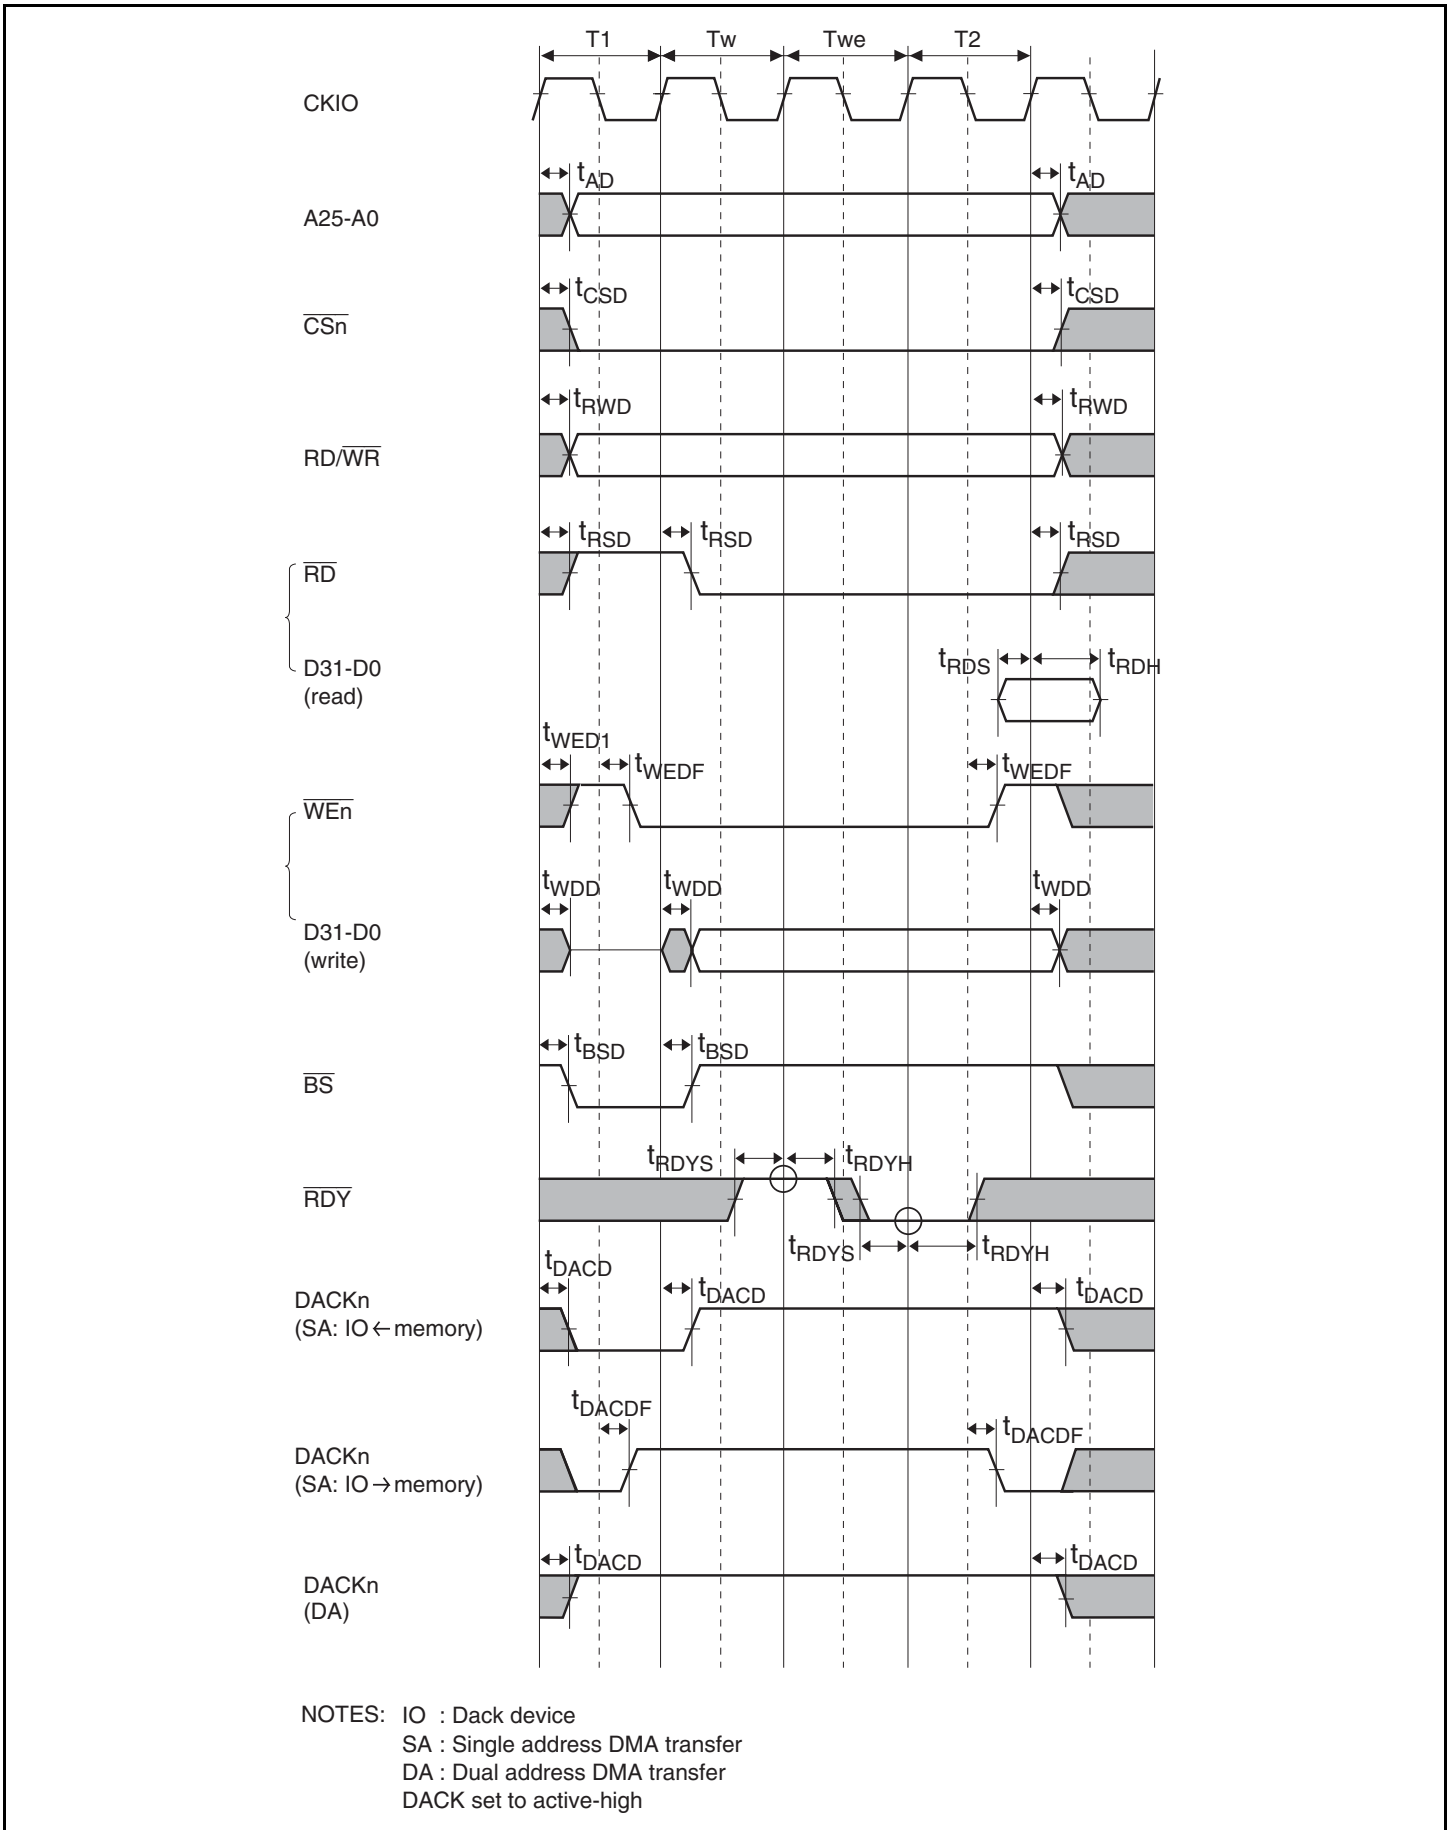 T1 Tw Twe T2
CKIO
tAD tAD
A25-A0
tCSD tCSD
CSn
tRWD tRWD
RD/WR
tRSD tRSD tRSD
RD
tRDS tRDH
D31-D0
(read)
tWED1
tWEDF tWEDF
WEn
tWDD tWDD tWDD
D31-D0
(write)
tBSD tBSD
BS
tRDYS tRDYH
RDY
tRDYS tRDYH
tDACD tDACD tDACD
DACKn
(SA: IO ← memory)
tDACDF tDACDF
DACKn
(SA: IO → memory)
tDACD tDACD
DACKn
(DA)
NOTES: IO : Dack device
SA : Single address DMA transfer
DA : Dual address DMA transfer
DACK set to active-high